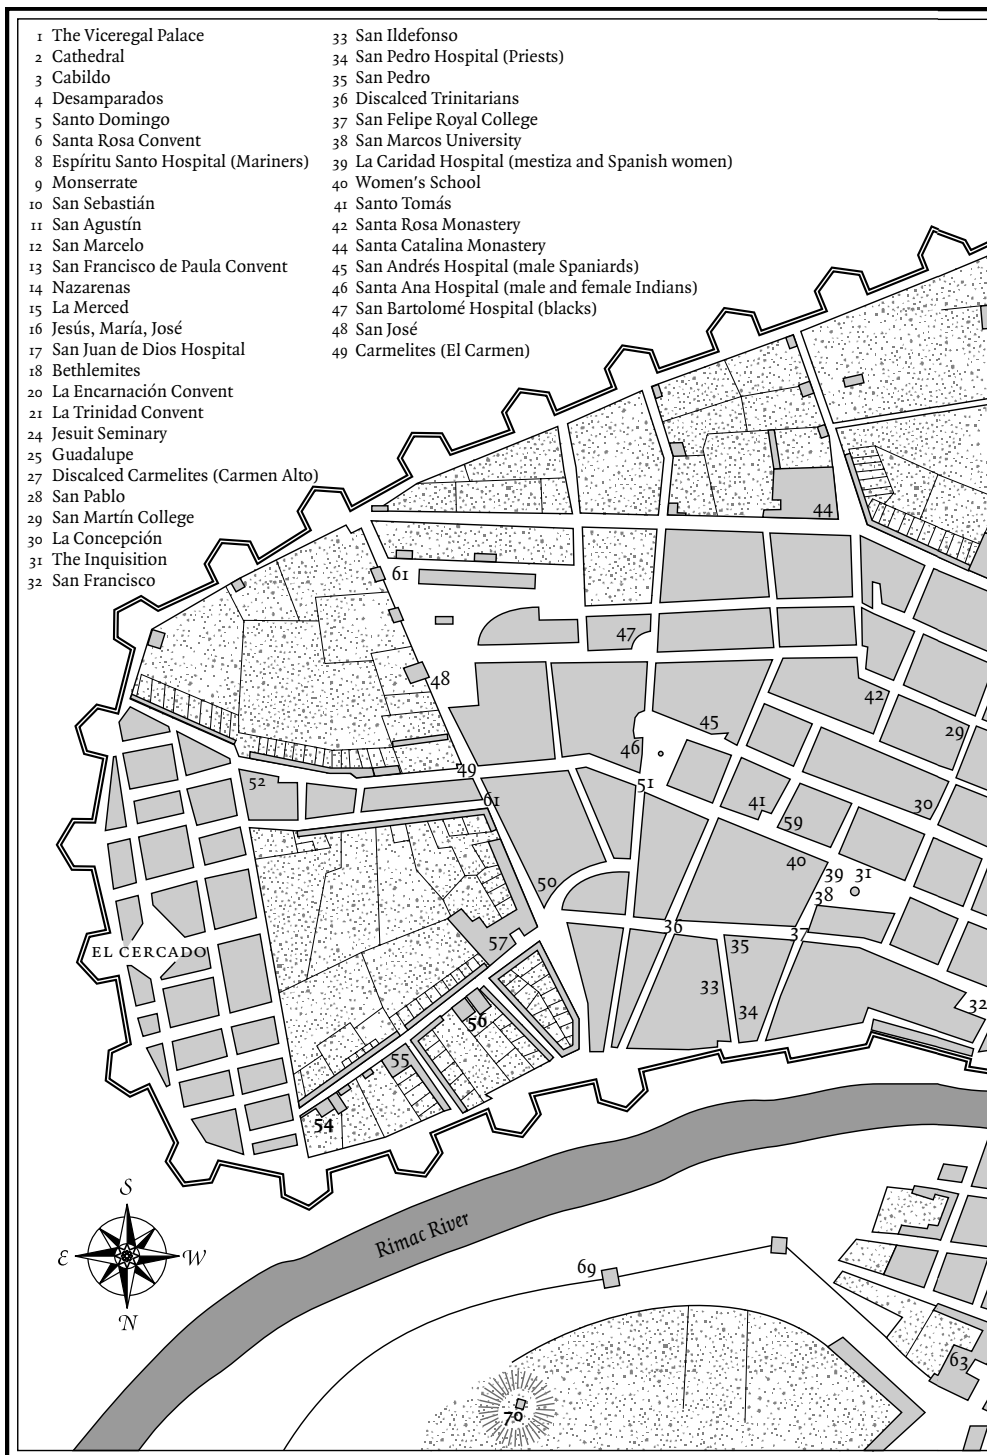 1 The Viceregal Palace
2 Cathedral
3 Cabildo
4 Desamparados
5 Santo Domingo
6 Santa Rosa Convent
8 Espíritu Santo Hospital (Mariners)
9 Monserrate
10 San Sebastián
11 San Agustín
12 San Marcelo
13 San Francisco de Paula Convent
14 Nazarenas
15 La Merced
16 Jesús, María, José
17 San Juan de Dios Hospital
18 Bethlemites
20 La Encarnación Convent
21 La Trinidad Convent
24 Jesuit Seminary
25 Guadalupe
27 Discalced Carmelites (Carmen Alto)
28 San Pablo
29 San Martín College
30 La Concepción
31 The Inquisition
32 San Francisco
33 San Ildefonso
34 San Pedro Hospital (Priests)
35 San Pedro
36 Discalced Trinitarians
37 San Felipe Royal College
38 San Marcos University
39 La Caridad Hospital (mestiza and Spanish women)
40 Women's School
41 Santo Tomás
42 Santa Rosa Monastery
44 Santa Catalina Monastery
45 San Andrés Hospital (male Spaniards)
46 Santa Ana Hospital (male and female Indians)
47 San Bartolomé Hospital (blacks)
48 San José
49 Carmelites (El Carmen)
44
61
47
48
42
45
29
46
49
52
51
61
41
30
59
40
39
31
50
38
36
37
57
35
EL CERCADO
33
32
34
56
55
54
S
E
W
N
Rimac River
69
63
70